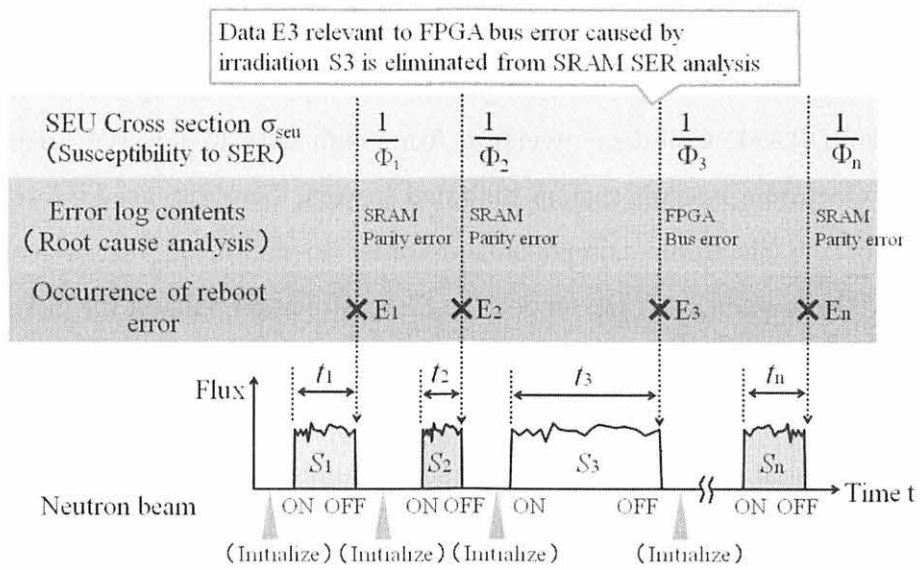 Data E3 relevant to FPGA bus error caused by
irradiation S3 is eliminated from SRAM SER analysis
SEU Cross section σseu
(Susceptibility to SER)
1/Φ1 1/Φ2 1/Φ3 1/Φn
Error log contents
(Root cause analysis)
SRAM SRAM FPGA SRAM
Parity error Parity error Bus error Parity error
Occurrence of reboot
error
E1 E2 E3 En
t1 t2 t3 tn
Flux
S1 S2 S3 Sn
Time t
Neutron beam
ON OFF ON OFF ON OFF ON OFF
(Initialize) (Initialize) (Initialize) (Initialize)